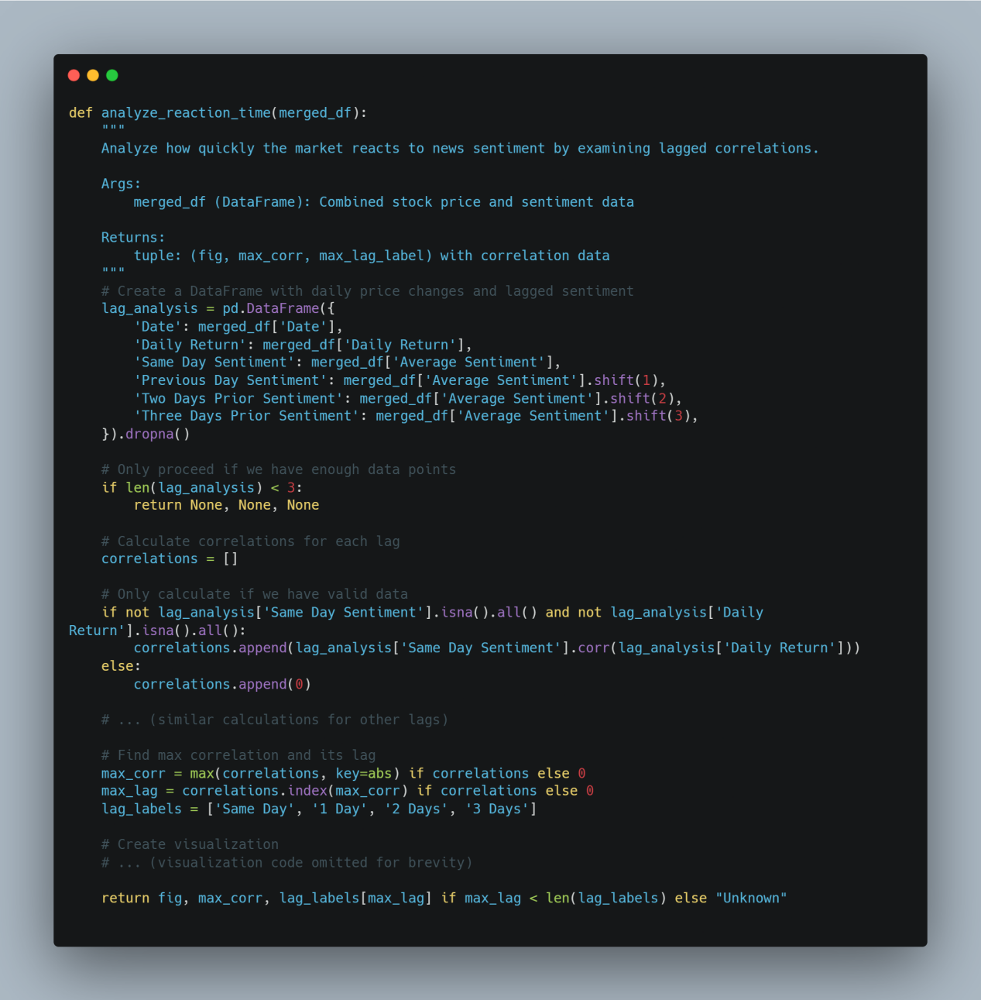 def analyze_reaction_time(merged_df):
    """
    Analyze how quickly the market reacts to news sentiment by examining lagged correlations.

    Args:
        merged_df (DataFrame): Combined stock price and sentiment data

    Returns:
        tuple: (fig, max_corr, max_lag_label) with correlation data
    """
    # Create a DataFrame with daily price changes and lagged sentiment
    lag_analysis = pd.DataFrame({
        'Date': merged_df['Date'],
        'Daily Return': merged_df['Daily Return'],
        'Same Day Sentiment': merged_df['Average Sentiment'],
        'Previous Day Sentiment': merged_df['Average Sentiment'].shift(1),
        'Two Days Prior Sentiment': merged_df['Average Sentiment'].shift(2),
        'Three Days Prior Sentiment': merged_df['Average Sentiment'].shift(3),
    }).dropna()

    # Only proceed if we have enough data points
    if len(lag_analysis) < 3:
        return None, None, None

    # Calculate correlations for each lag
    correlations = []

    # Only calculate if we have valid data
    if not lag_analysis['Same Day Sentiment'].isna().all() and not lag_analysis['Daily
Return'].isna().all():
        correlations.append(lag_analysis['Same Day Sentiment'].corr(lag_analysis['Daily Return']))
    else:
        correlations.append(0)

    # ... (similar calculations for other lags)

    # Find max correlation and its lag
    max_corr = max(correlations, key=abs) if correlations else 0
    max_lag = correlations.index(max_corr) if correlations else 0
    lag_labels = ['Same Day', '1 Day', '2 Days', '3 Days']

    # Create visualization
    # ... (visualization code omitted for brevity)

    return fig, max_corr, lag_labels[max_lag] if max_lag < len(lag_labels) else "Unknown"